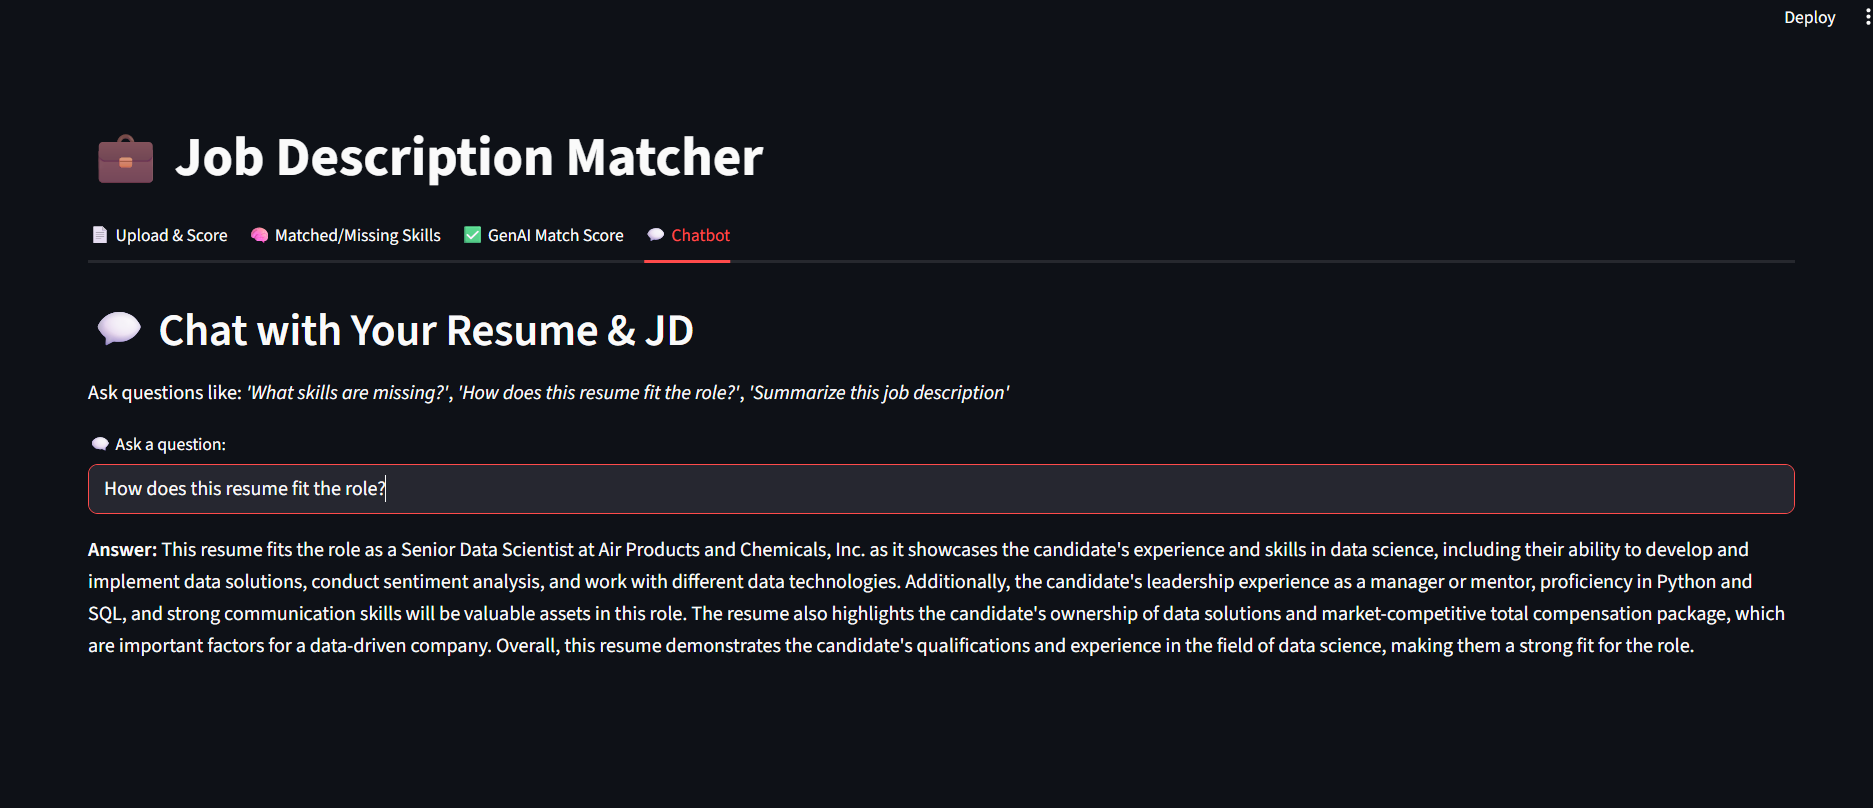 Deploy
Job Description Matcher
Upload & Score Matched/Missing Skills GenAI Match Score Chatbot
Chat with Your Resume & JD
Ask questions like: 'What skills are missing?', 'How does this resume fit the role?', 'Summarize this job description'
Ask a question:
How does this resume fit the role?
Answer: This resume fits the role as a Senior Data Scientist at Air Products and Chemicals, Inc. as it showcases the candidate's experience and skills in data science, including their ability to develop and
implement data solutions, conduct sentiment analysis, and work with different data technologies. Additionally, the candidate's leadership experience as a manager or mentor, proficiency in Python and
SQL, and strong communication skills will be valuable assets in this role. The resume also highlights the candidate's ownership of data solutions and market-competitive total compensation package, which
are important factors for a data-driven company. Overall, this resume demonstrates the candidate's qualifications and experience in the field of data science, making them a strong fit for the role.